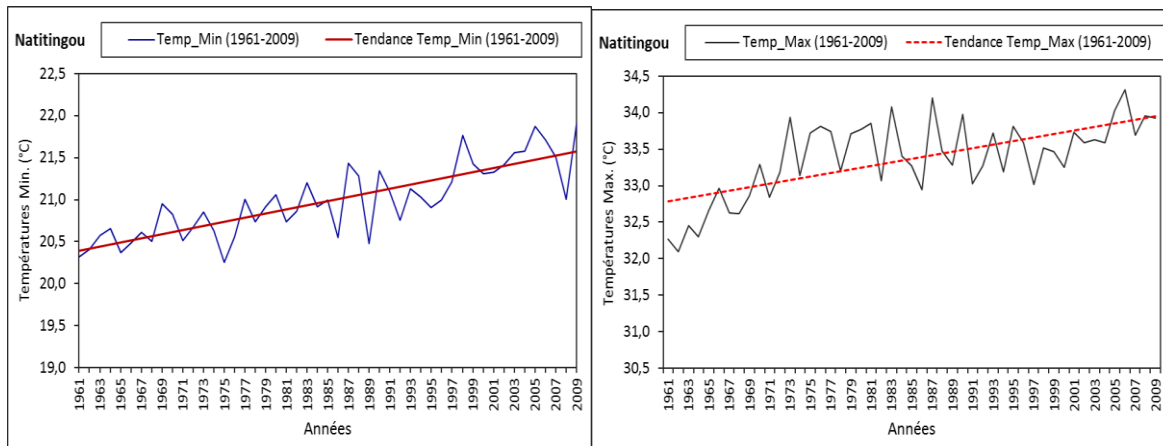 Natitingou
Temp_Min (1961-2009)
Tendance Temp_Min (1961-2009)
Températures Min. (°C)
22,5
22,0
21,5
21,0
20,5
20,0
19,5
19,0
1961 1963 1965 1967 1969 1971 1973 1975 1977 1979 1981 1983 1985 1987 1989 1991 1993 1995 1997 1999 2001 2003 2005 2007 2009
Années
Natitingou
Temp_Max (1961-2009)
Tendance Temp_Max (1961-2009)
Températures Max. (°C)
34,5
34,0
33,5
33,0
32,5
32,0
31,5
31,0
30,5
1961 1963 1965 1967 1969 1971 1973 1975 1977 1979 1981 1983 1985 1987 1989 1991 1993 1995 1997 1999 2001 2003 2005 2007 2009
Années